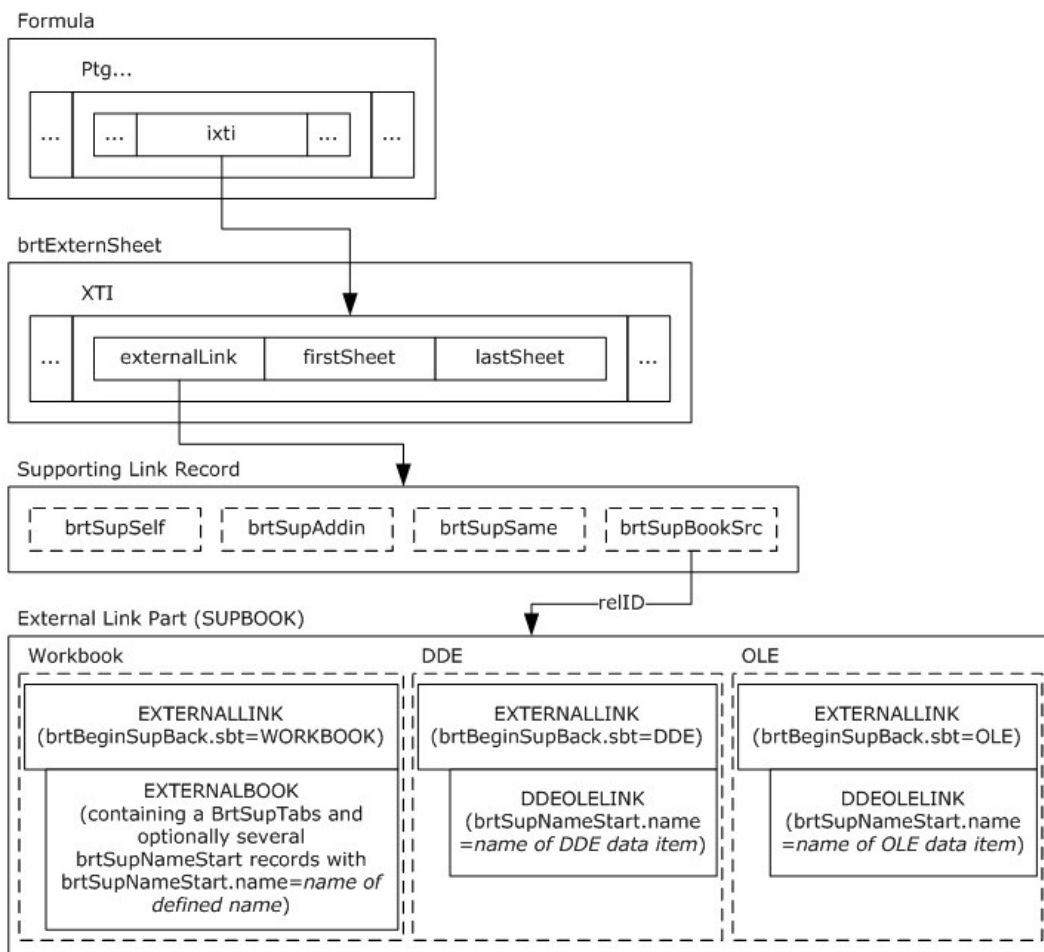 Formula
Ptg...
...
...
ixti
...
...
brtExternSheet
XTI
...
externalLink
firstSheet
lastSheet
...
Supporting Link Record
brtSupSelf
brtSupAddin
brtSupSame
brtSupBookSrc
relID
External Link Part (SUPBOOK)
Workbook
EXTERNALLINK
(brtBeginSupBack.sbt=WORKBOOK)
EXTERNALBOOK
(containing a BrtSupTabs and
optionally several
brtSupNameStart records with
brtSupNameStart.name=name of
defined name)
DDE
EXTERNALLINK
(brtBeginSupBack.sbt=DDE)
DDEOLELINK
(brtSupNameStart.name
=name of DDE data item)
OLE
EXTERNALLINK
(brtBeginSupBack.sbt=OLE)
DDEOLELINK
(brtSupNameStart.name
=name of OLE data item)